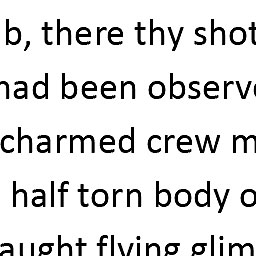 b, there thy shot
had been observe
charmed crew m
half torn body o
aught flying glim